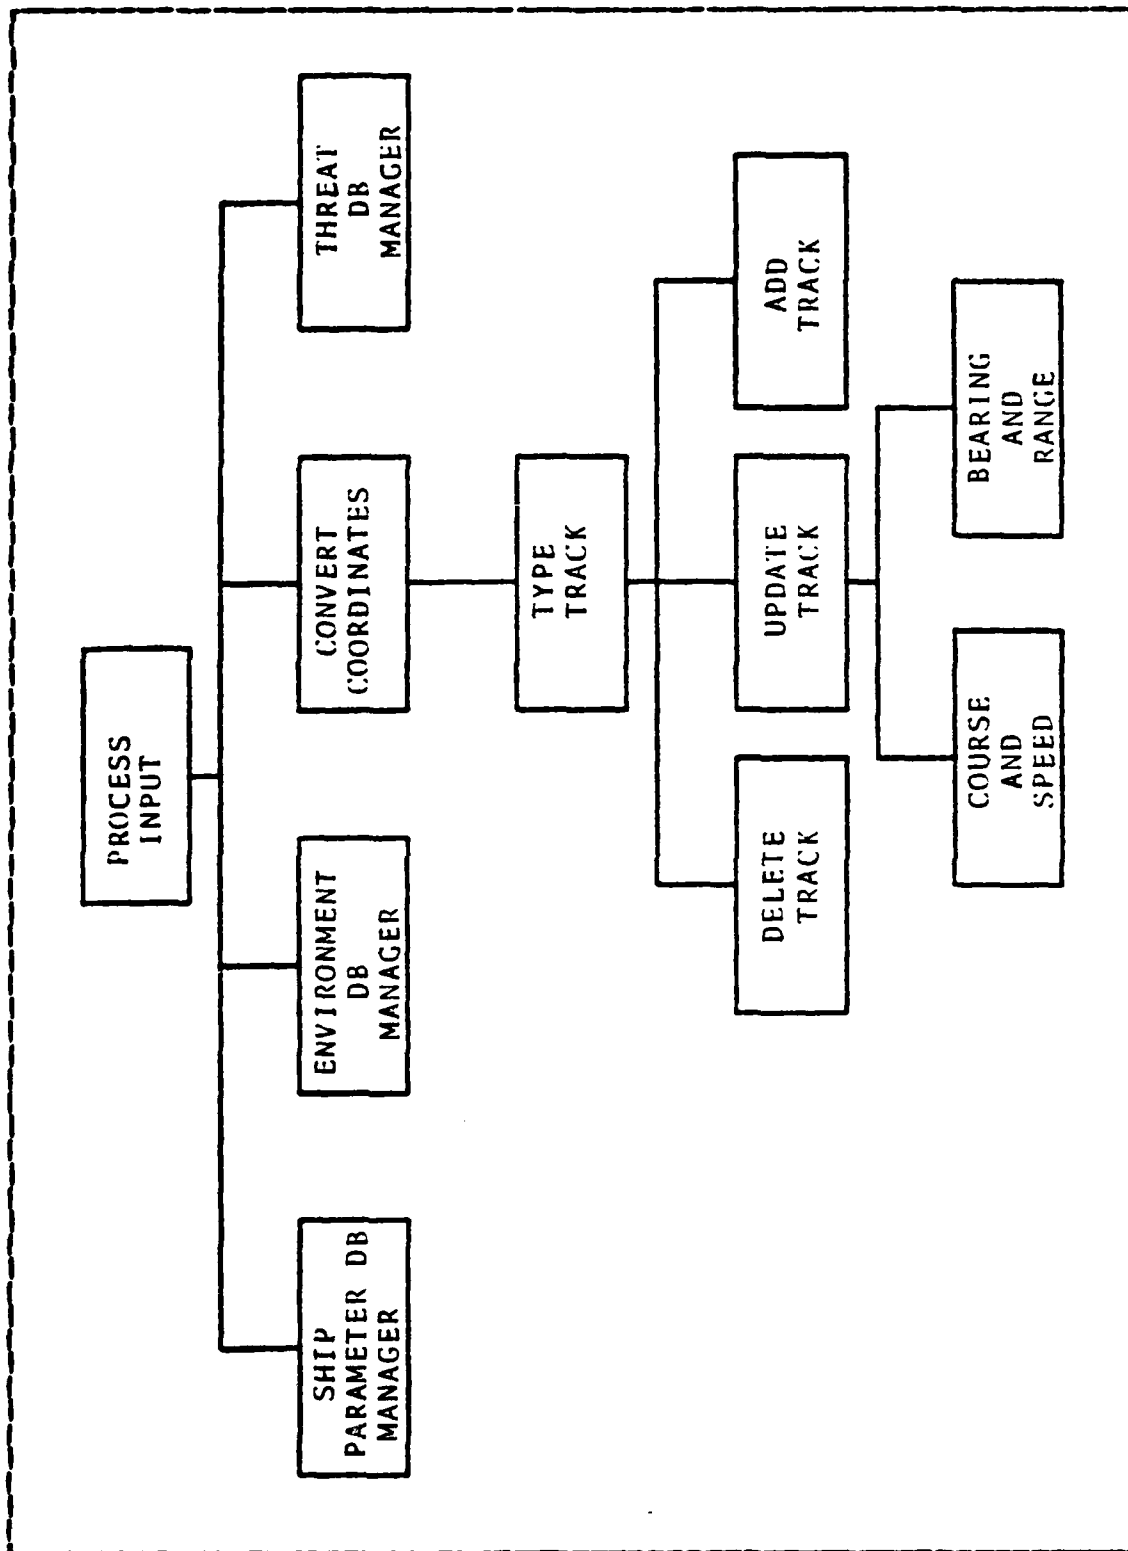 PROCESS
INPUT
SHIP
PARAMETER DB
MANAGER
ENVIRONMENT
DB
MANAGER
CONVERT
COORDINATES
THREAT
DB
MANAGER
TYPE
TRACK
DELETE
TRACK
UPDATE
TRACK
ADD
TRACK
COURSE
AND
SPEED
BEARING
AND
RANGE